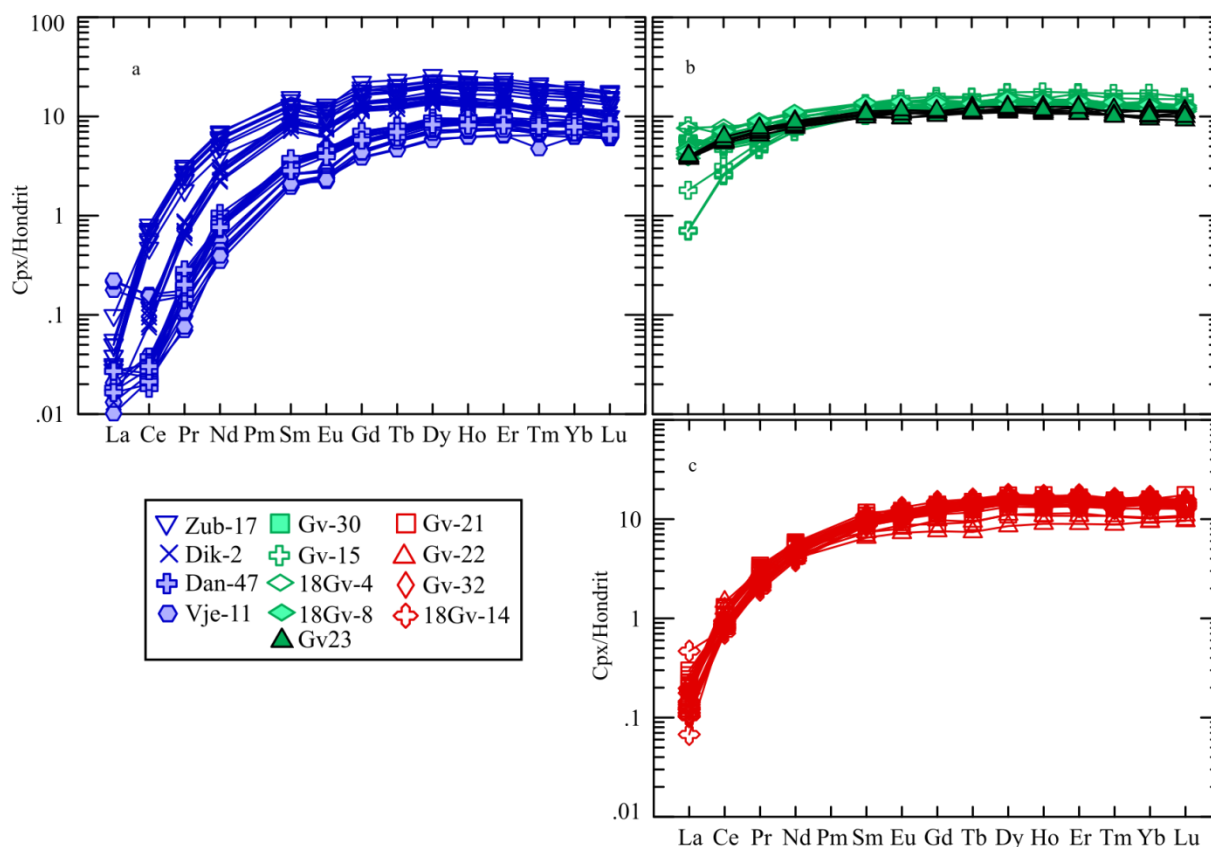 100
10
1
.1
.01
Cpx/Hondrit
a
La Ce Pr Nd Pm Sm Eu Gd Tb Dy Ho Er Tm Yb Lu
b
c
10
1
.1
.01
Cpx/Hondrit
La Ce Pr Nd Pm Sm Eu Gd Tb Dy Ho Er Tm Yb Lu
Zub-17 Gv-30 Gv-21
Dik-2 Gv-15 Gv-22
Dan-47 18Gv-4 Gv-32
Vje-11 18Gv-8 18Gv-14
Gv23